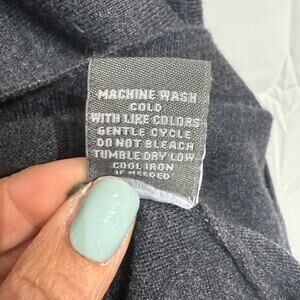 MACHINE WASH
COLD
WITH LIKE COLORS
GENTLE CYCLE
DO NOT BLEACH
TUMBLE DRY LOW
COOL IRON
IF NEEDED